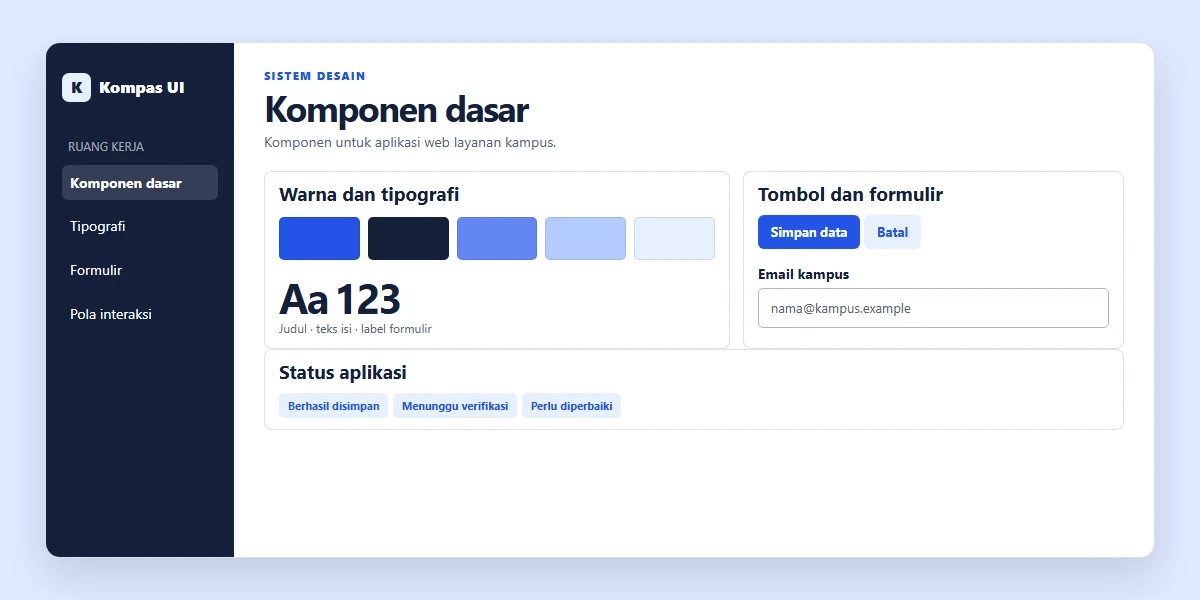 K Kompas UI
RUANG KERJA
Komponen dasar
Tipografi
Formulir
Pola interaksi
SISTEM DESAIN
Komponen dasar
Komponen untuk aplikasi web layanan kampus.
Warna dan tipografi
Aa 123
Judul · teks isi · label formulir
Tombol dan formulir
Simpan data Batal
Email kampus
nama@kampus.example
Status aplikasi
Berhasil disimpan Menunggu verifikasi Perlu diperbaiki